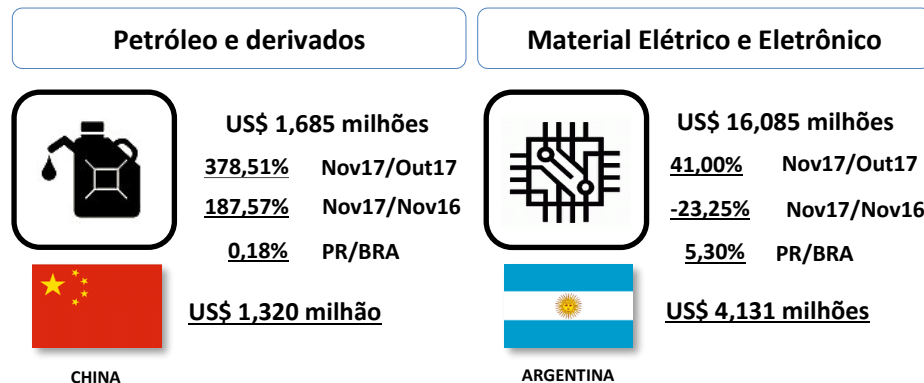 Petróleo e derivados
US$ 1,685 milhões
378,51% Nov17/Out17
187,57% Nov17/Nov16
0,18% PR/BRA
US$ 1,320 milhão
CHINA
Material Elétrico e Eletrônico
US$ 16,085 milhões
41,00% Nov17/Out17
-23,25% Nov17/Nov16
5,30% PR/BRA
US$ 4,131 milhões
ARGENTINA